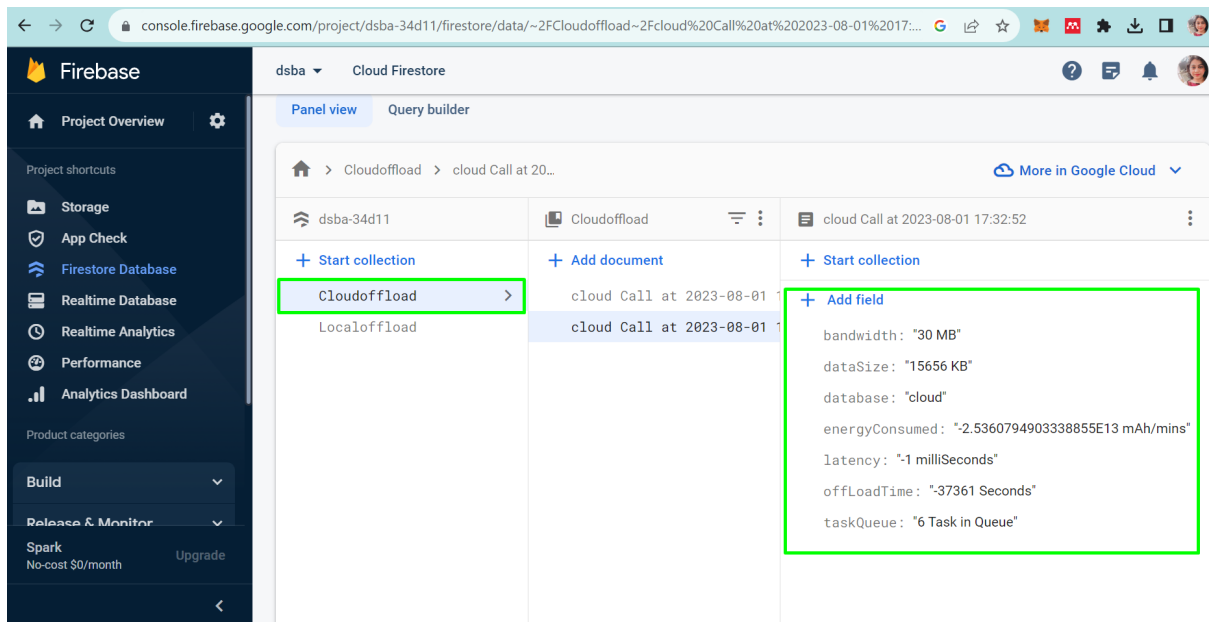 console.firebase.google.com/project/dsba-34d11/firestore/data/~2FCloudoffload~2Fcloud%20Call%20at%202023-08-01%2017:...
Firebase
dsba
Cloud Firestore
Panel view
Query builder
Project Overview
Project shortcuts
Storage
App Check
Firestore Database
Realtime Database
Realtime Analytics
Performance
Analytics Dashboard
Product categories
Build
Release & Monitor
Spark
No-cost $0/month
Upgrade
Cloudoffload
cloud Call at 20...
More in Google Cloud
dsba-34d11
Start collection
Cloudoffload
Localoffload
Cloudoffload
Add document
cloud Call at 2023-08-01 1
cloud Call at 2023-08-01 1
cloud Call at 2023-08-01 17:32:52
Start collection
Add field
bandwidth: "30 MB"
dataSize: "15656 KB"
database: "cloud"
energyConsumed: "-2.5360794903338855E13 mAh/mins"
latency: "-1 milliSeconds"
offLoadTime: "-37361 Seconds"
taskQueue: "6 Task in Queue"